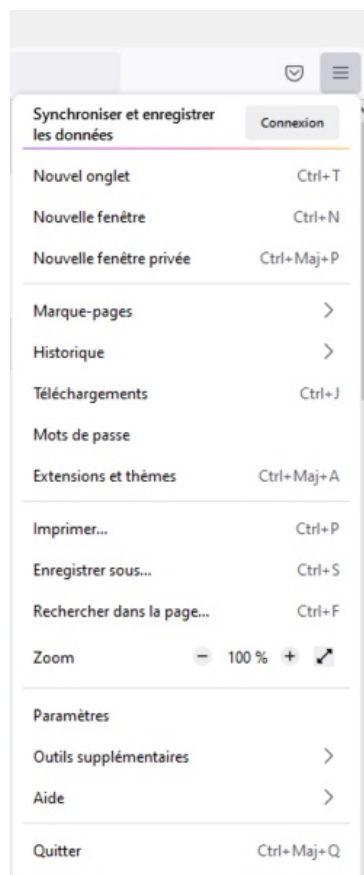 Synchroniser et enregistrer
les données
Connexion
Nouvel onglet Ctrl+T
Nouvelle fenêtre Ctrl+N
Nouvelle fenêtre privée Ctrl+Maj+P
Marque-pages
Historique
Téléchargements Ctrl+J
Mots de passe
Extensions et thèmes Ctrl+Maj+A
Imprimer... Ctrl+P
Enregistrer sous... Ctrl+S
Rechercher dans la page... Ctrl+F
Zoom − 100 % +
Paramètres
Outils supplémentaires
Aide
Quitter Ctrl+Maj+Q